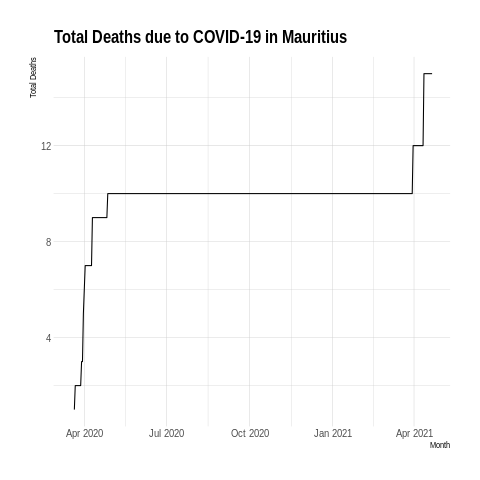 Total Deaths due to COVID-19 in Mauritius
Total Deaths
12
8
4
Apr 2020 Jul 2020 Oct 2020 Jan 2021 Apr 2021
Month